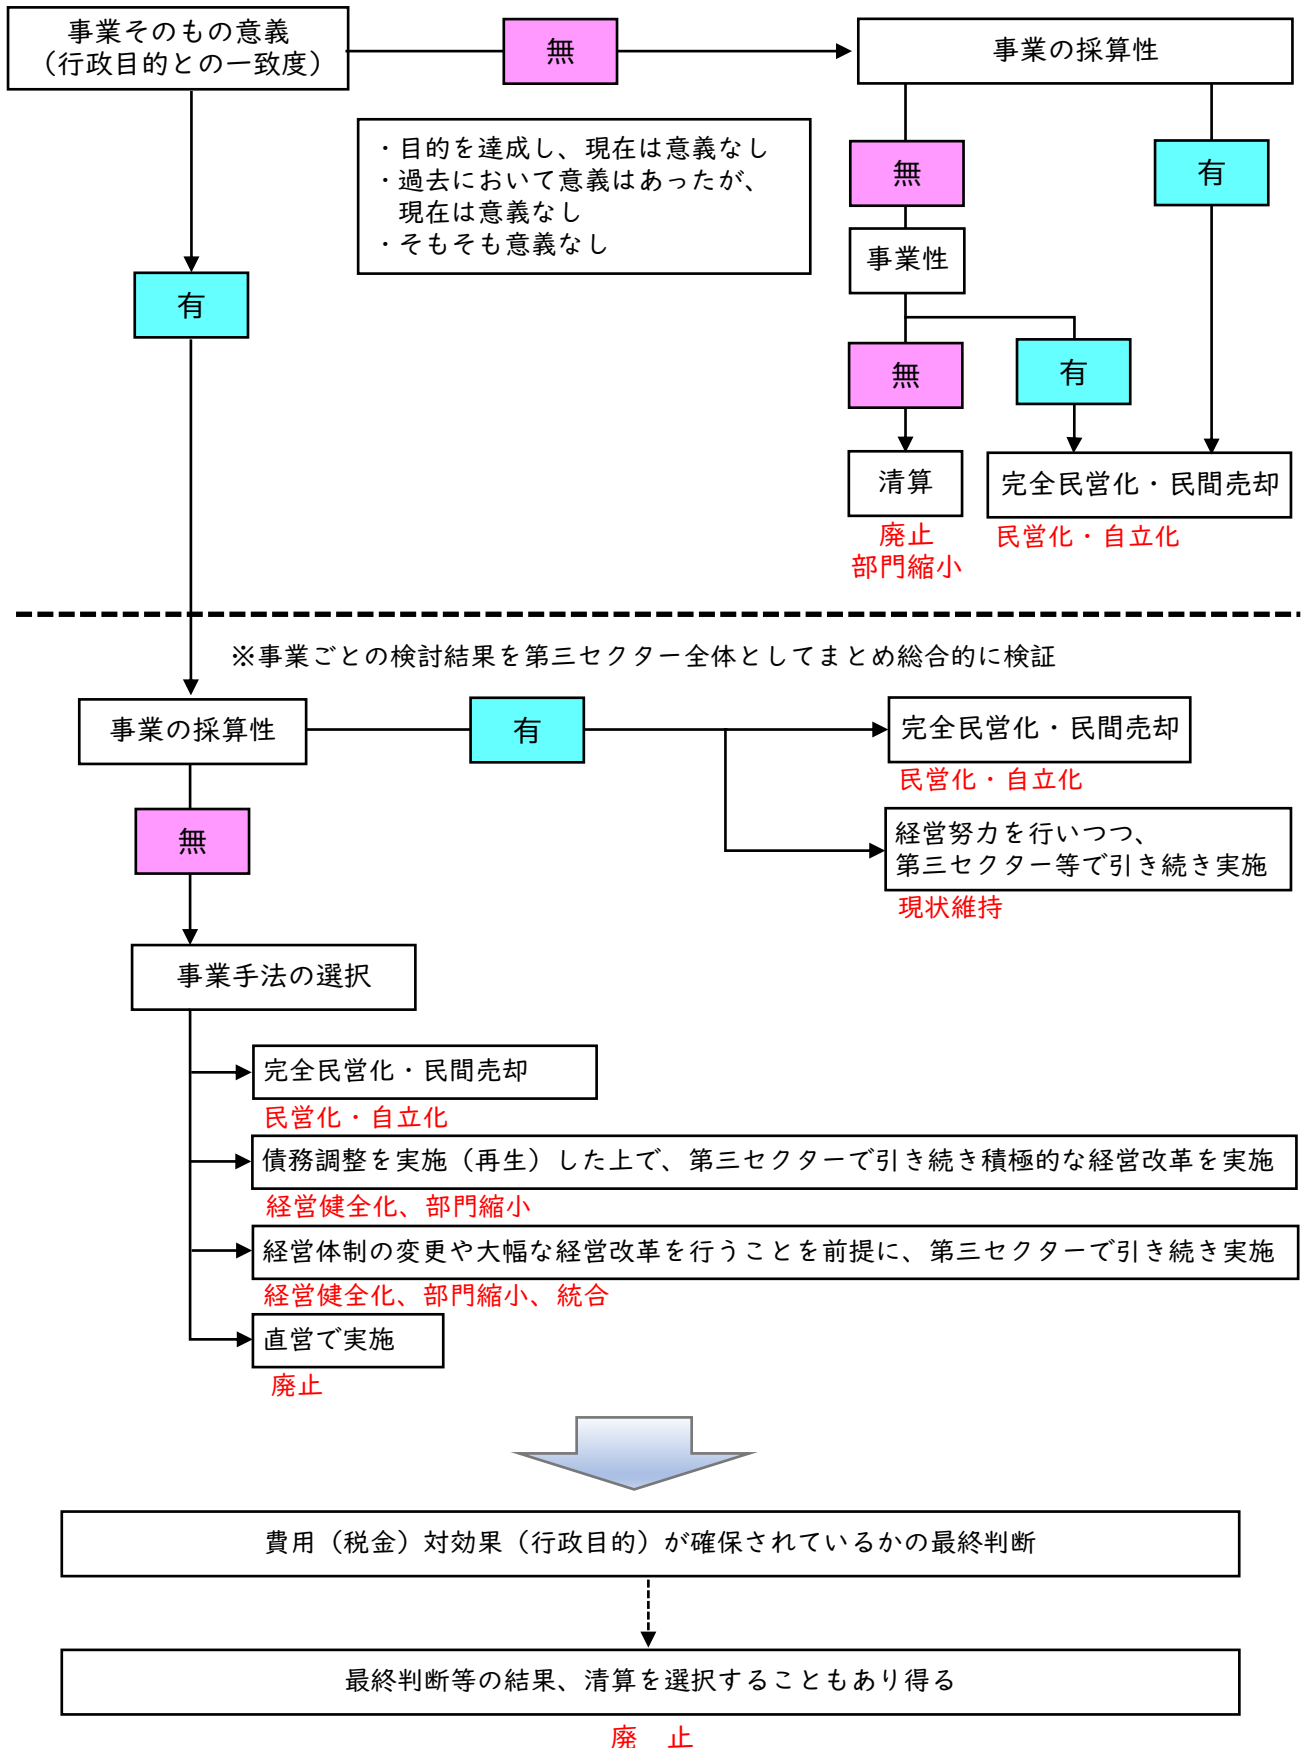 事業そのもの意義
（行政目的との一致度）
無
事業の採算性
・目的を達成し、現在は意義なし
・過去において意義はあったが、
現在は意義なし
・そもそも意義なし
無
有
事業性
有
無
有
清算
完全民営化・民間売却
廃止
部門縮小
民営化・自立化
※事業ごとの検討結果を第三セクター全体としてまとめ総合的に検証
事業の採算性
有
完全民営化・民間売却
民営化・自立化
無
経営努力を行いつつ、
第三セクター等で引き続き実施
現状維持
事業手法の選択
完全民営化・民間売却
民営化・自立化
債務調整を実施（再生）した上で、第三セクターで引き続き積極的な経営改革を実施
経営健全化、部門縮小
経営体制の変更や大幅な経営改革を行うことを前提に、第三セクターで引き続き実施
経営健全化、部門縮小、統合
直営で実施
廃止
費用（税金）対効果（行政目的）が確保されているかの最終判断
最終判断等の結果、清算を選択することもあり得る
廃　止